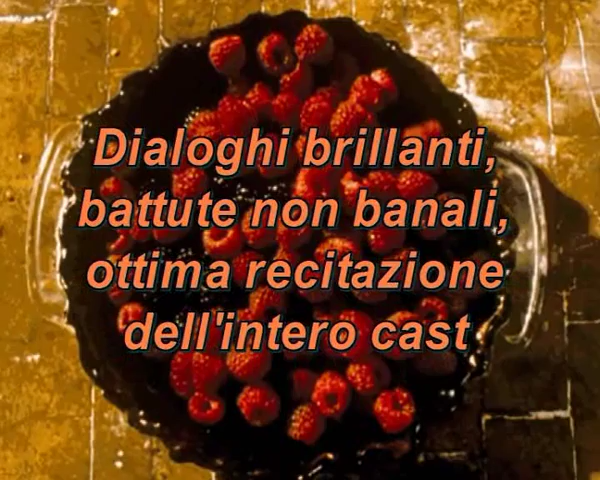 Dialoghi brillanti,
battute non banali,
ottima recitazione
dell'intero cast